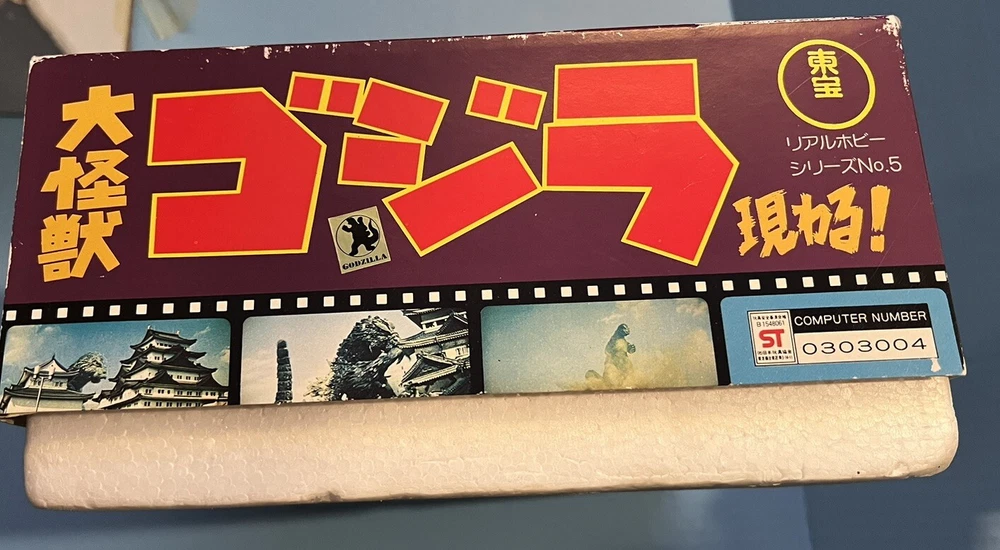 大怪獣
ゴジラ
現わる!
東宝
リアルホビー
シリーズNo.5
GODZILLA
B1548061
ST
COMPUTER NUMBER
0303004